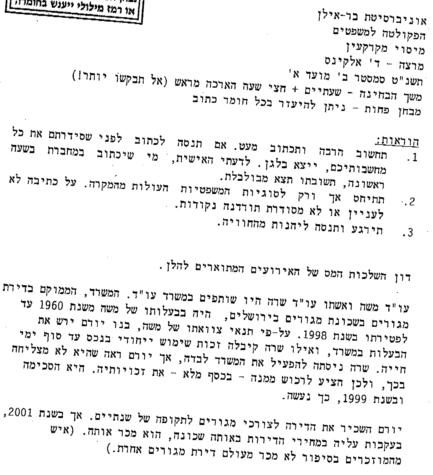 או רמז מילולי ייענש בחומרה
אוניברסיטת בר-אילן
הפקולטה למשפטים
מיסוי מקרקעין
מרצה - ד' אלקינס
תשנ"ט סמסטר ב' מועד א'
משך הבחינה - שעתיים + חצי שעה הארכה מראש (אל תבקשו יותר!)
מבחן פתוח - ניתן להיעזר בכל חומר כתוב
הוראות:
1. תחשוב הרבה ותכתוב מעט. אם תנסה לכתוב לפני שסידרתם את כל
מחשבותיכם, ייצא בלגן. לדעתי האישית, מי שיכתוב במחברת בשעה
ראשונה, תשובתו תצא מבולבלת.
2. תתיחס אך ורק לסוגיות המשפטיות העולות מהמקרה. על כתיבה לא
לעניין או לא מסודרת תורדנה נקודות.
3. תירגע ותנסה ליהנות מהחוויה.
דון השלכות המס של האירועים המתוארים להלן.
עו"ד משה ואשתו עו"ד שרה היו שותפים במשרד עו"ד. המשרד, הממוקם בדירת
מגורים בשכונת מגורים בירושלים, היה בבעלותו של משה משנת 1960 עד
לפטירתו בשנת 1998. על-פי תנאי צוואתו של משה, בנו יורם ירש את
הבעלות במשרד, ואילו שרה קיבלה זכות שימוש ייחודי בנכס עד סוף ימי
חייה. שרה ניסתה להפעיל את המשרד לבדה, אך יורם ראה שהיא לא מצליחה
בכך, ולכן הציע לרכוש ממנה - בכסף מלא - את זכויותיה. היא הסכימה
ובשנת 1999, כך נעשה.
יורם השכיר את הדירה לצורכי מגורים לתקופה של שנתיים. אך בשנת 2001,
בעקבות עליה במחירי הדירות באותה שכונה, הוא מכר אותה. (איש
מהמוזכרים בסיפור לא מכר מעולם דירת מגורים אחרת.)